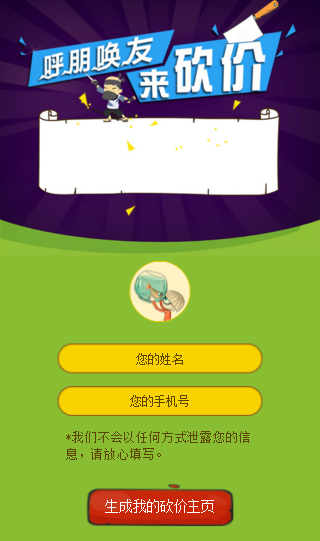 呼朋唤友
来砍价
您的姓名
您的手机号
*我们不会以任何方式泄露您的信
息，请放心填写。
生成我的砍价主页